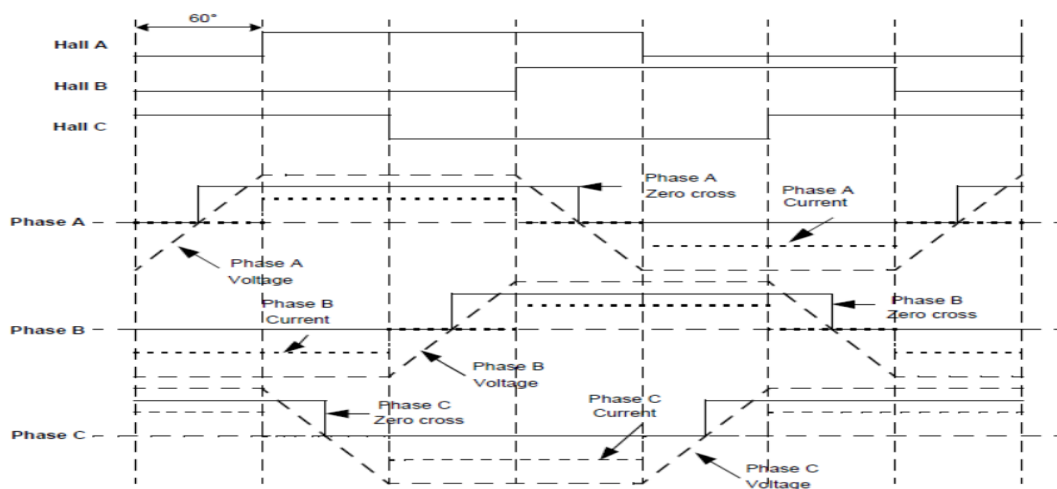 60°
Hall A
Hall B
Hall C
Phase A
Zero cross
Phase A
Current
Phase A
Phase A
Voltage
Phase B
Current
Phase B
Zero cross
Phase B
Phase B
Voltage
Phase C
Zero cross
Phase C
Current
Phase C
Phase C
Voltage